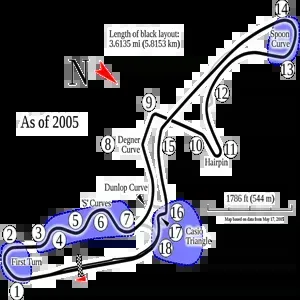 14
Length of black layout:
3.6135 mi (5.8153 km)
Spoon
Curve
13
N
12
9
As of 2005
8
Degner
Curve
15
10
11
Hairpin
Dunlop Curve
1786 ft (544 m)
Map based on data from May 17, 2005
'S' Curves
5
6
7
16
17
18
Casio
Triangle
4
3
2
First Turn
1